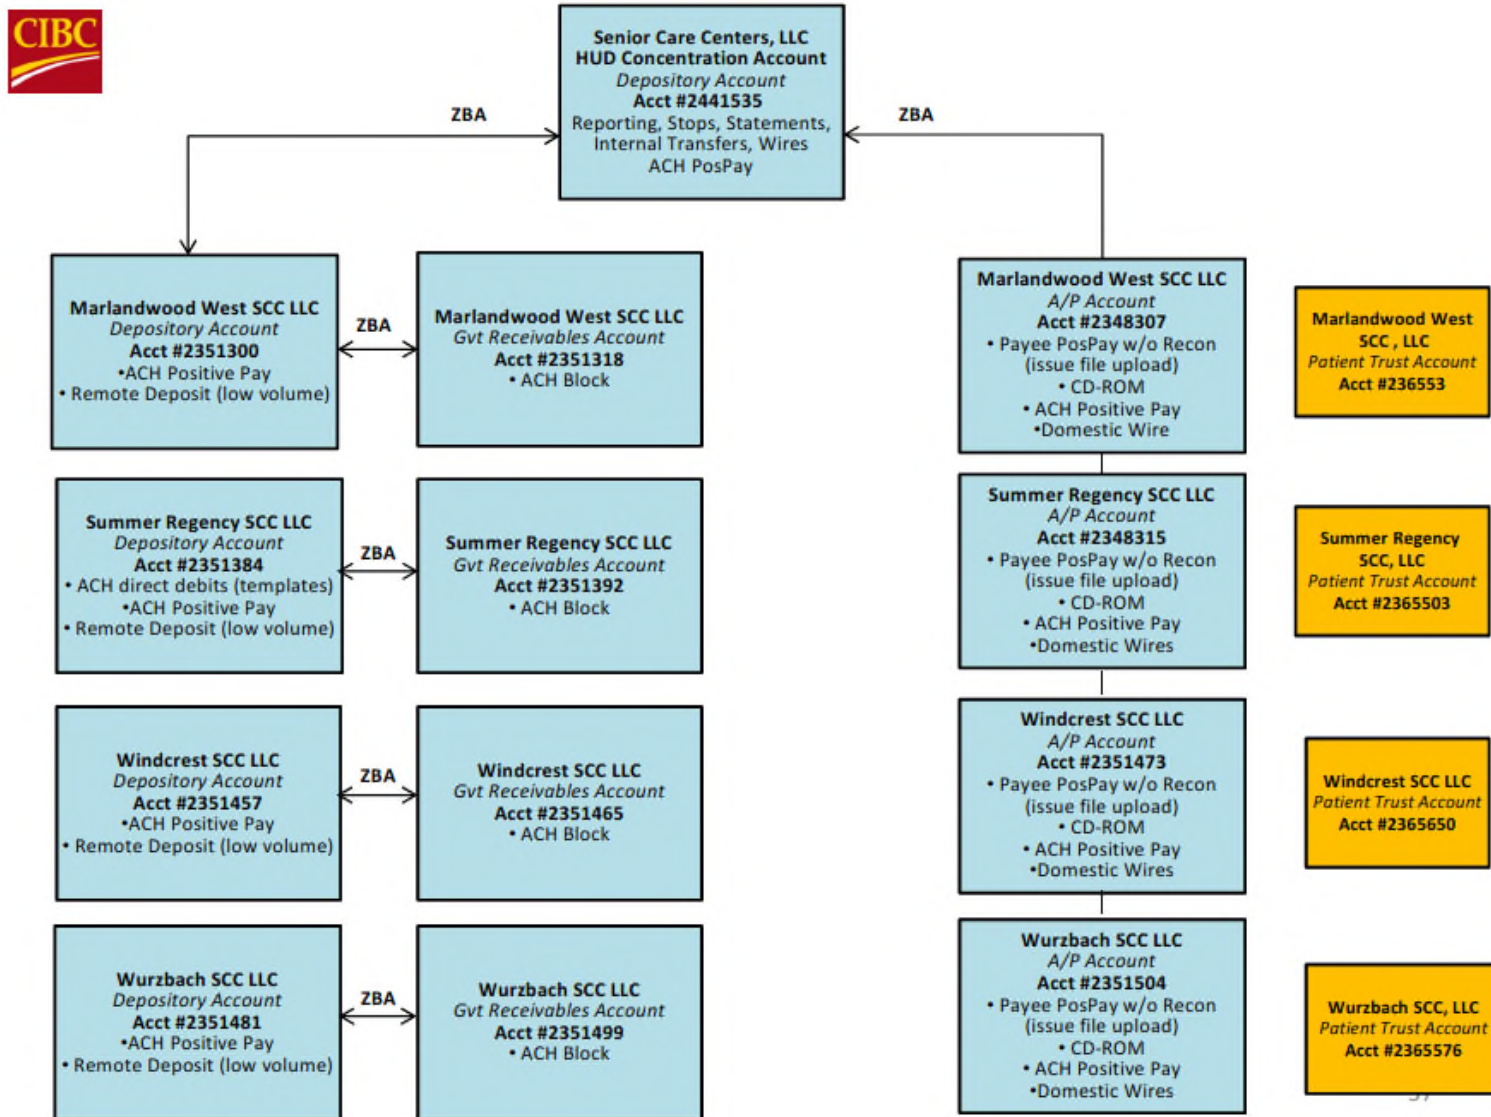 CIBC
Senior Care Centers, LLC
HUD Concentration Account
Depository Account
Acct #2441535
Reporting, Stops, Statements,
Internal Transfers, Wires
ACH PosPay
ZBA
ZBA
Marlandwood West SCC LLC
Depository Account
Acct #2351300
•ACH Positive Pay
• Remote Deposit (low volume)
ZBA
Marlandwood West SCC LLC
Gvt Receivables Account
Acct #2351318
• ACH Block
Marlandwood West SCC LLC
A/P Account
Acct #2348307
• Payee PosPay w/o Recon
(issue file upload)
• CD-ROM
• ACH Positive Pay
•Domestic Wire
Marlandwood West
SCC , LLC
Patient Trust Account
Acct #236553
Summer Regency SCC LLC
Depository Account
Acct #2351384
• ACH direct debits (templates)
•ACH Positive Pay
• Remote Deposit (low volume)
ZBA
Summer Regency SCC LLC
Gvt Receivables Account
Acct #2351392
• ACH Block
Summer Regency SCC LLC
A/P Account
Acct #2348315
• Payee PosPay w/o Recon
(issue file upload)
• CD-ROM
• ACH Positive Pay
•Domestic Wires
Summer Regency
SCC, LLC
Patient Trust Account
Acct #2365503
Windcrest SCC LLC
Depository Account
Acct #2351457
•ACH Positive Pay
• Remote Deposit (low volume)
ZBA
Windcrest SCC LLC
Gvt Receivables Account
Acct #2351465
• ACH Block
Windcrest SCC LLC
A/P Account
Acct #2351473
• Payee PosPay w/o Recon
(issue file upload)
• CD-ROM
• ACH Positive Pay
•Domestic Wires
Windcrest SCC LLC
Patient Trust Account
Acct #2365650
Wurzbach SCC LLC
Depository Account
Acct #2351481
•ACH Positive Pay
• Remote Deposit (low volume)
ZBA
Wurzbach SCC LLC
Gvt Receivables Account
Acct #2351499
• ACH Block
Wurzbach SCC LLC
A/P Account
Acct #2351504
• Payee PosPay w/o Recon
(issue file upload)
• CD-ROM
• ACH Positive Pay
•Domestic Wires
Wurzbach SCC, LLC
Patient Trust Account
Acct #2365576